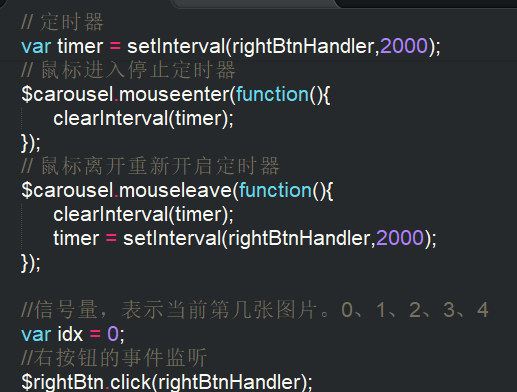 // 定时器
var timer = setInterval(rightBtnHandler,2000);
// 鼠标进入停止定时器
$carousel.mouseenter(function(){
clearInterval(timer);
});
// 鼠标离开重新开启定时器
$carousel.mouseleave(function(){
clearInterval(timer);
timer = setInterval(rightBtnHandler,2000);
});
//信号量，表示当前第几张图片。0、1、2、3、4
var idx = 0;
//右按钮的事件监听
$rightBtn.click(rightBtnHandler);